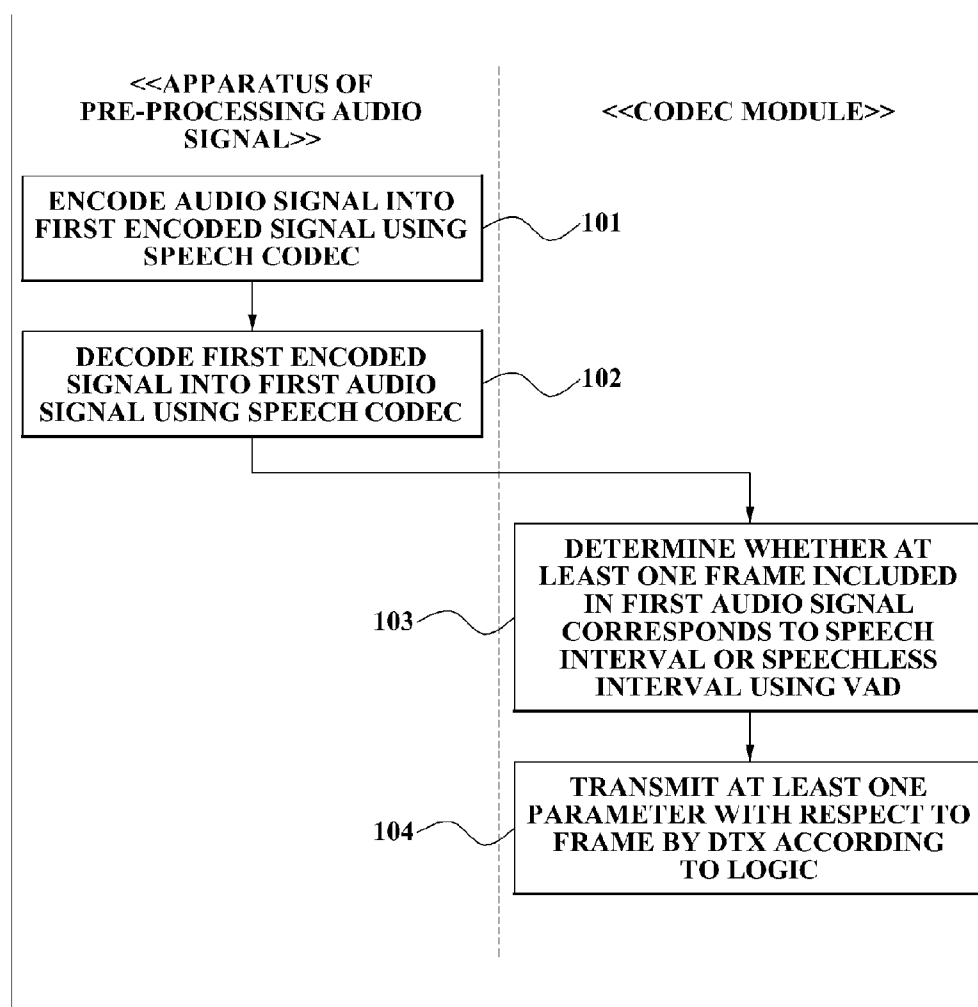 <<APPARATUS OF
PRE-PROCESSING AUDIO
SIGNAL>>
<<CODEC MODULE>>
ENCODE AUDIO SIGNAL INTO
FIRST ENCODED SIGNAL USING
SPEECH CODEC
101
DECODE FIRST ENCODED
SIGNAL INTO FIRST AUDIO
SIGNAL USING SPEECH CODEC
102
DETERMINE WHETHER AT
LEAST ONE FRAME INCLUDED
IN FIRST AUDIO SIGNAL
CORRESPONDS TO SPEECH
INTERVAL OR SPEECHLESS
INTERVAL USING VAD
103
TRANSMIT AT LEAST ONE
PARAMETER WITH RESPECT TO
FRAME BY DTX ACCORDING
TO LOGIC
104